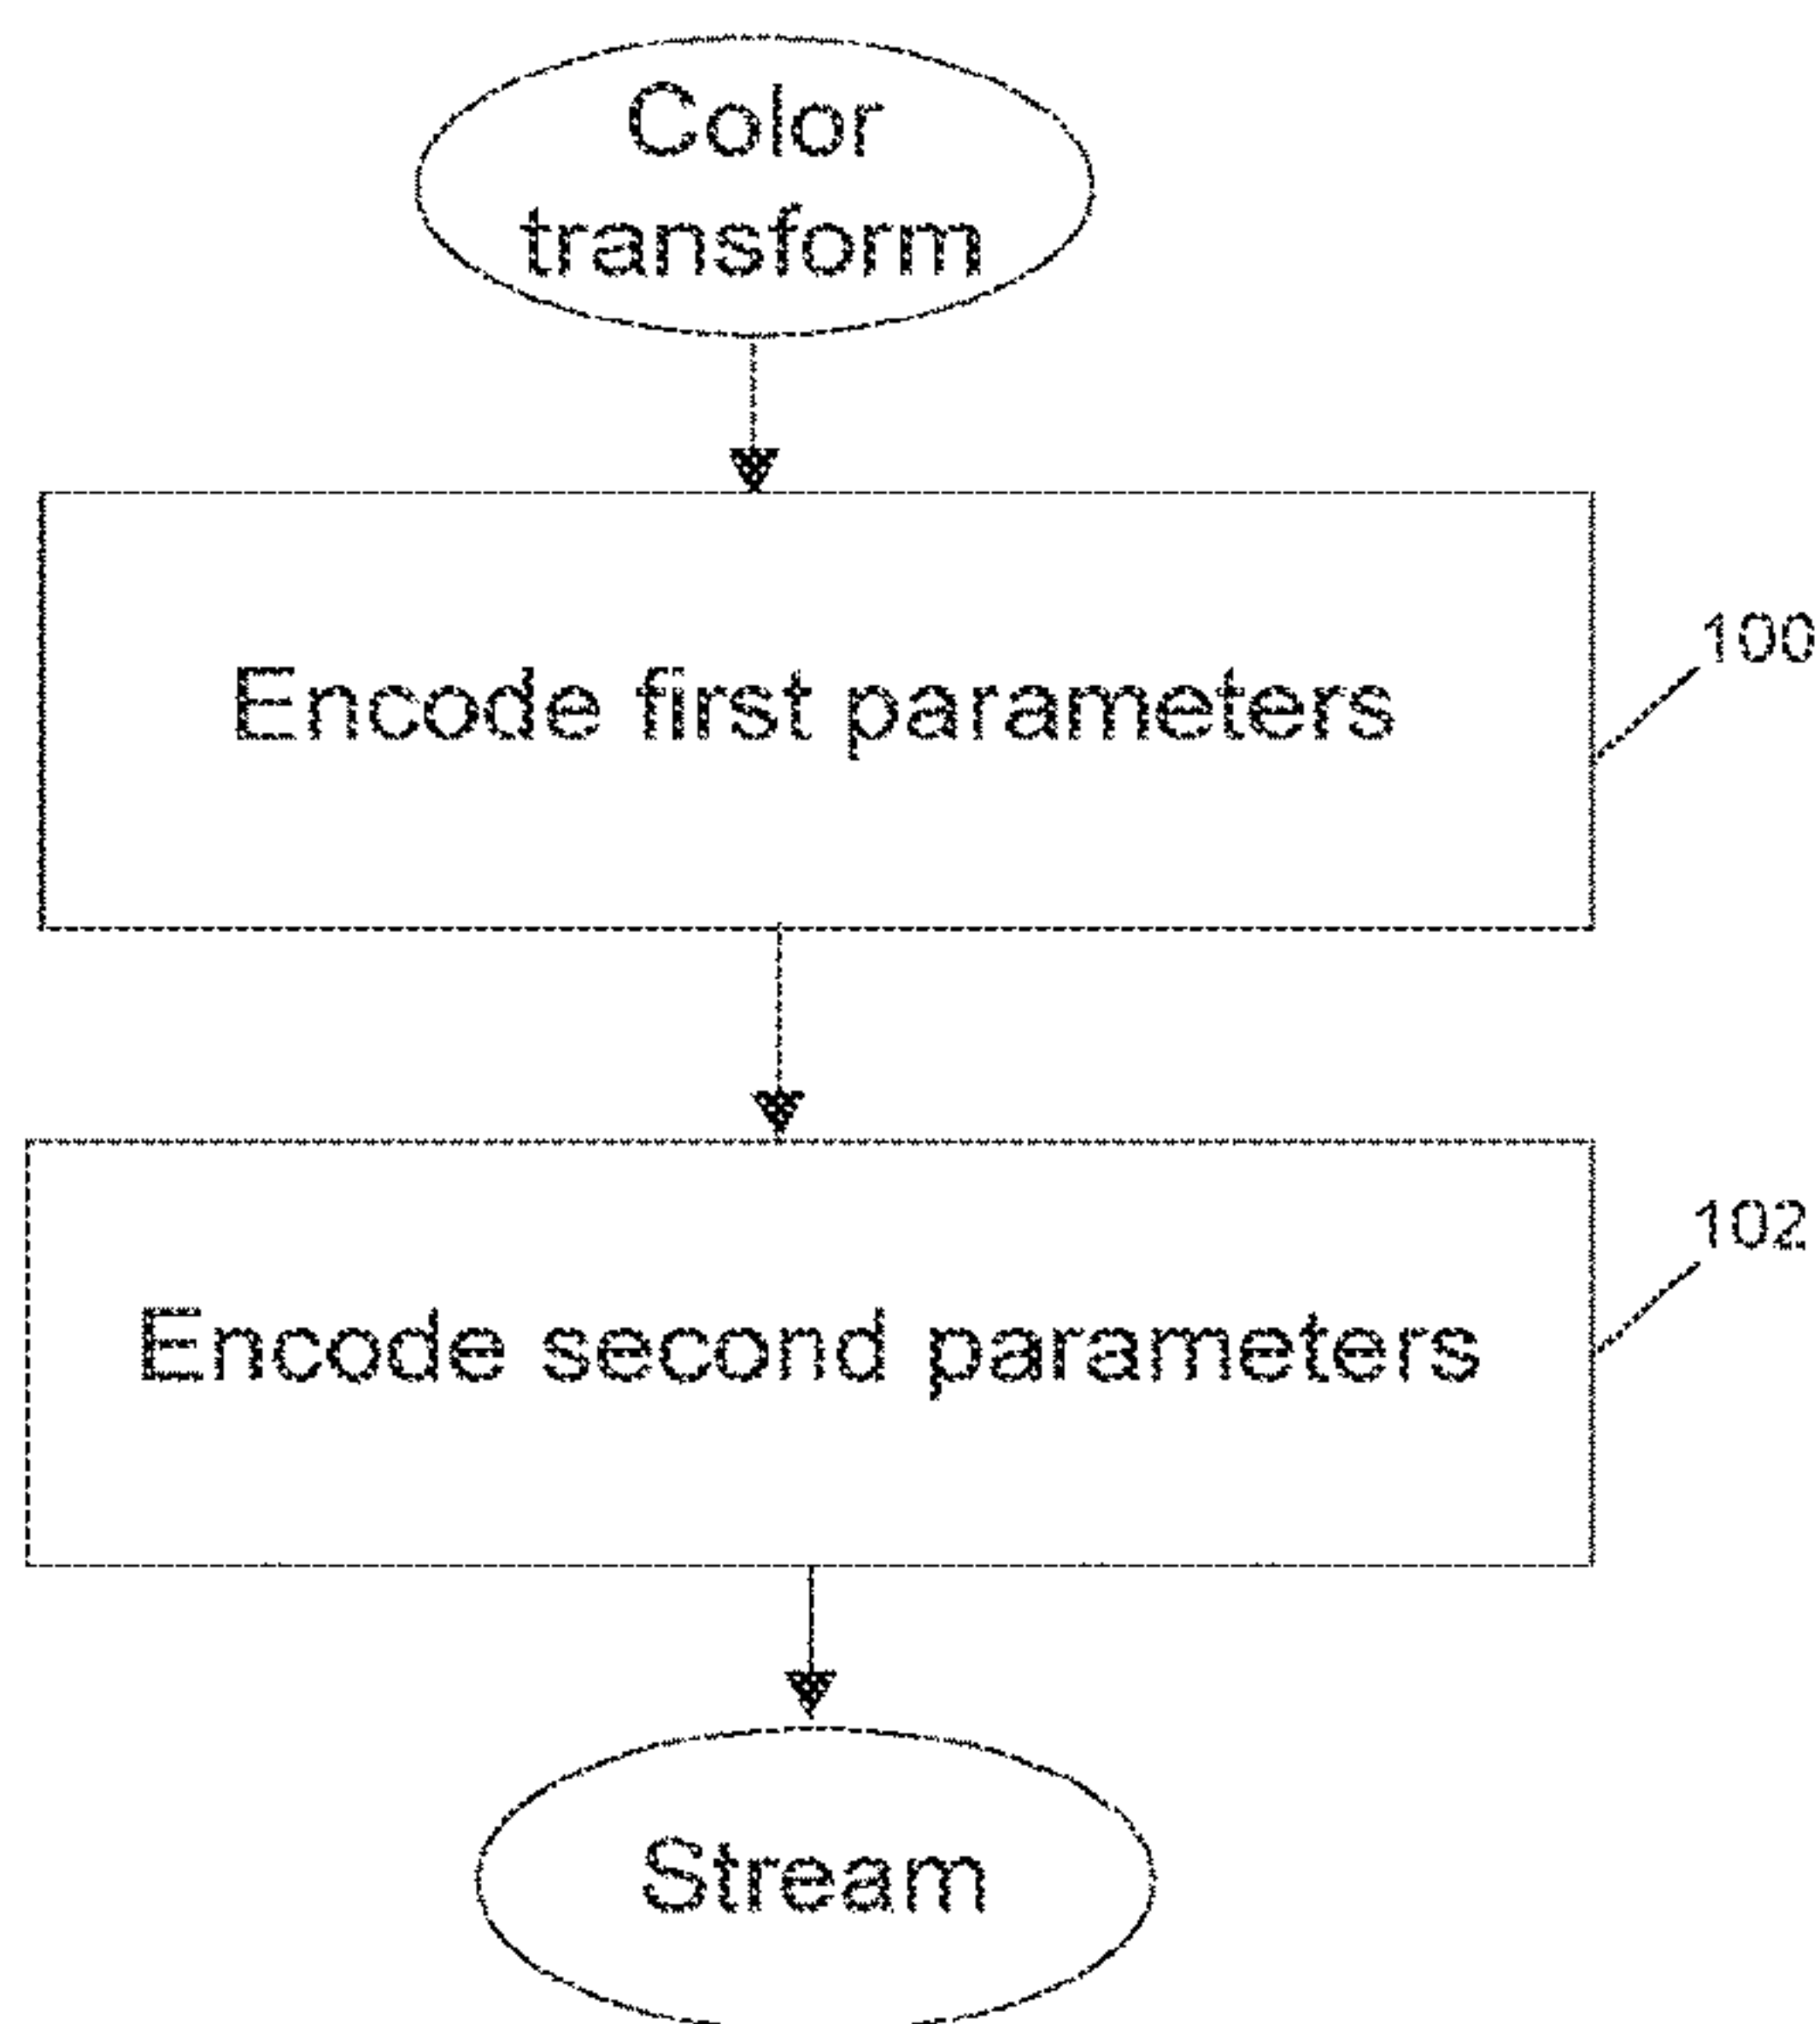 Color
transform
Encode first parameters
100
Encode second parameters
102
Stream